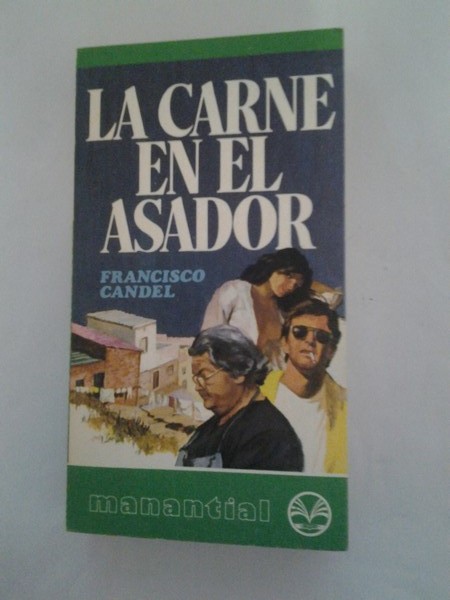 LA CARNE
EN EL
ASADOR
FRANCISCO
CANDEL
manantial